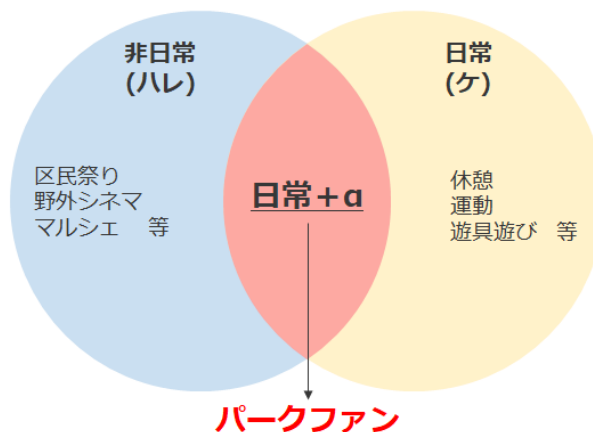 非日常
(ハレ)
区民祭り
野外シネマ
マルシェ　等
日常＋α
日常
(ケ)
休憩
運動
遊具遊び　等
パークファン